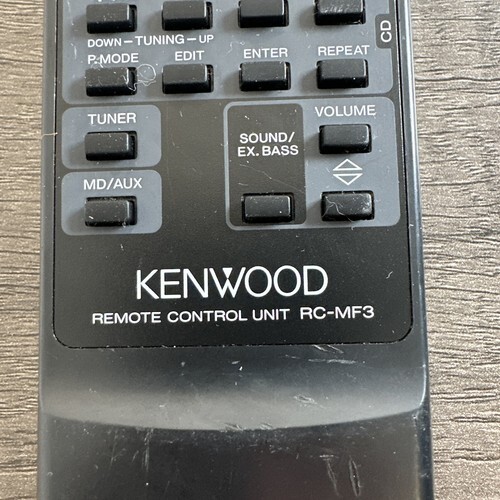 DOWN – TUNING – UP
CD
P.MODE EDIT ENTER REPEAT
TUNER
SOUND/
EX. BASS
VOLUME
MD/AUX
KENWOOD
REMOTE CONTROL UNIT RC-MF3